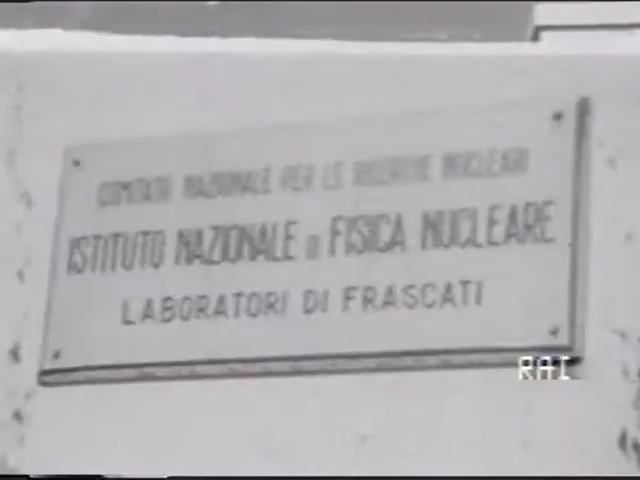 COMITATO NAZIONALE PER LE RICERCHE NUCLEARI
ISTITUTO NAZIONALE DI FISICA NUCLEARE
LABORATORI DI FRASCATI
RAI